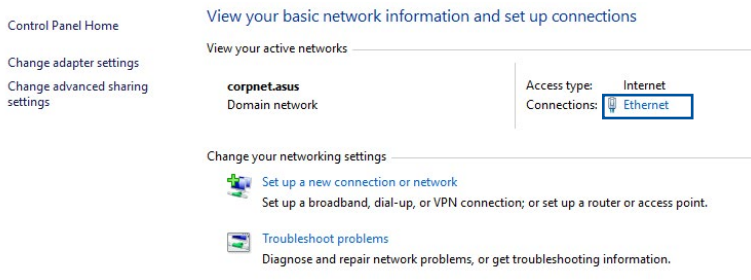 Control Panel Home
Change adapter settings
Change advanced sharing
settings
View your basic network information and set up connections
View your active networks
corpnet.asus
Domain network
Access type: Internet
Connections: Ethernet
Change your networking settings
Set up a new connection or network
Set up a broadband, dial-up, or VPN connection; or set up a router or access point.
Troubleshoot problems
Diagnose and repair network problems, or get troubleshooting information.